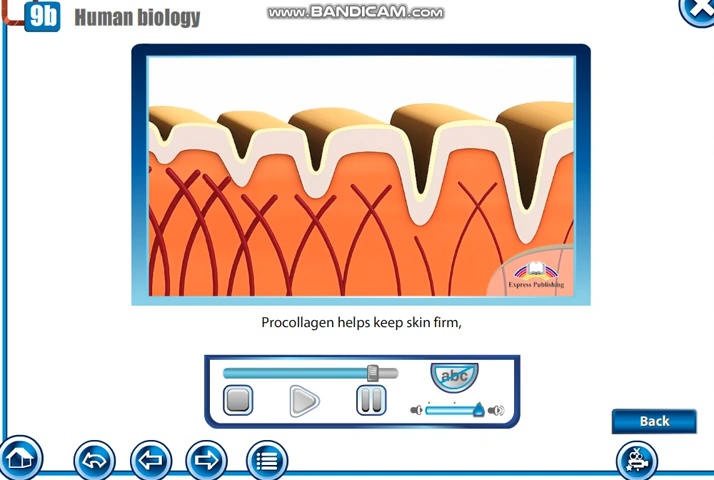 www.BANDICAM.com
9b Human biology
Express Publishing
Procollagen helps keep skin firm,
abc
Back